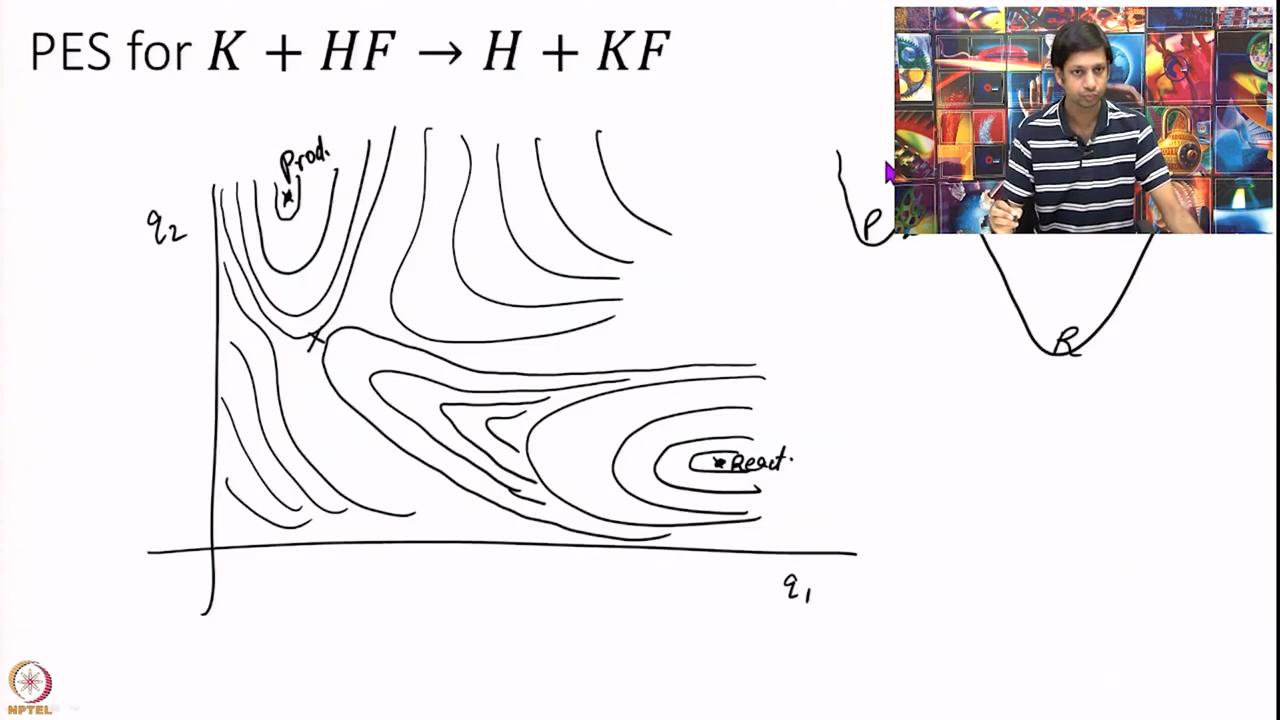 PES for K + HF → H + KF
Prod.
q₂
P
R
React.
q₁
NPTEL